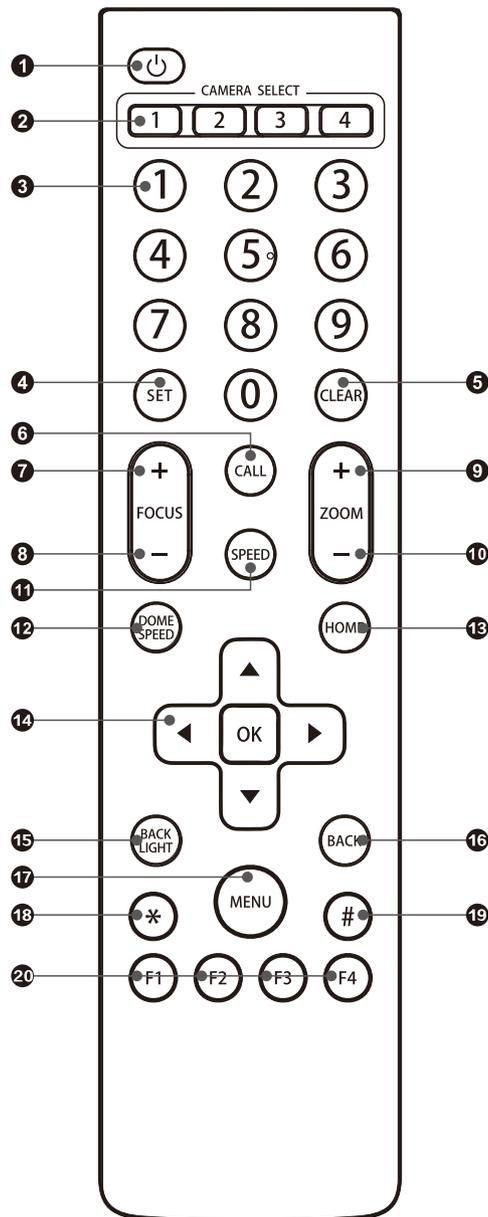 1
CAMERA SELECT
2 1 2 3 4
3 1 2 3
4 5 6
7 8 9
4 SET 0 CLEAR 5
6 CALL
7 + + 9
FOCUS ZOOM
8 − − 10
11 SPEED
12 DOME SPEED HOME 13
▲
14 ◀ OK ▶
▼
15 BACK LIGHT BACK 16
17 MENU
18 * # 19
20 F1 F2 F3 F4